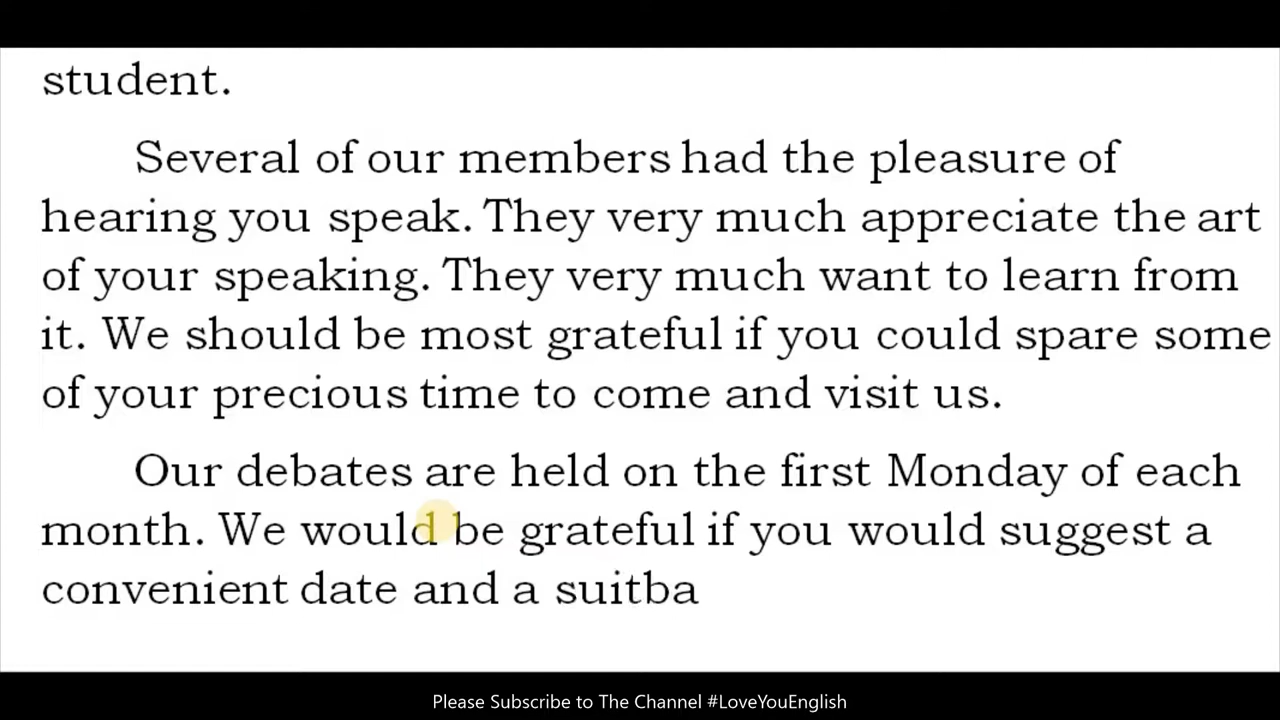 student.
Several of our members had the pleasure of
hearing you speak. They very much appreciate the art
of your speaking. They very much want to learn from
it. We should be most grateful if you could spare some
of your precious time to come and visit us.
Our debates are held on the first Monday of each
month. We would be grateful if you would suggest a
convenient date and a suitba
Please Subscribe to The Channel #LoveYouEnglish